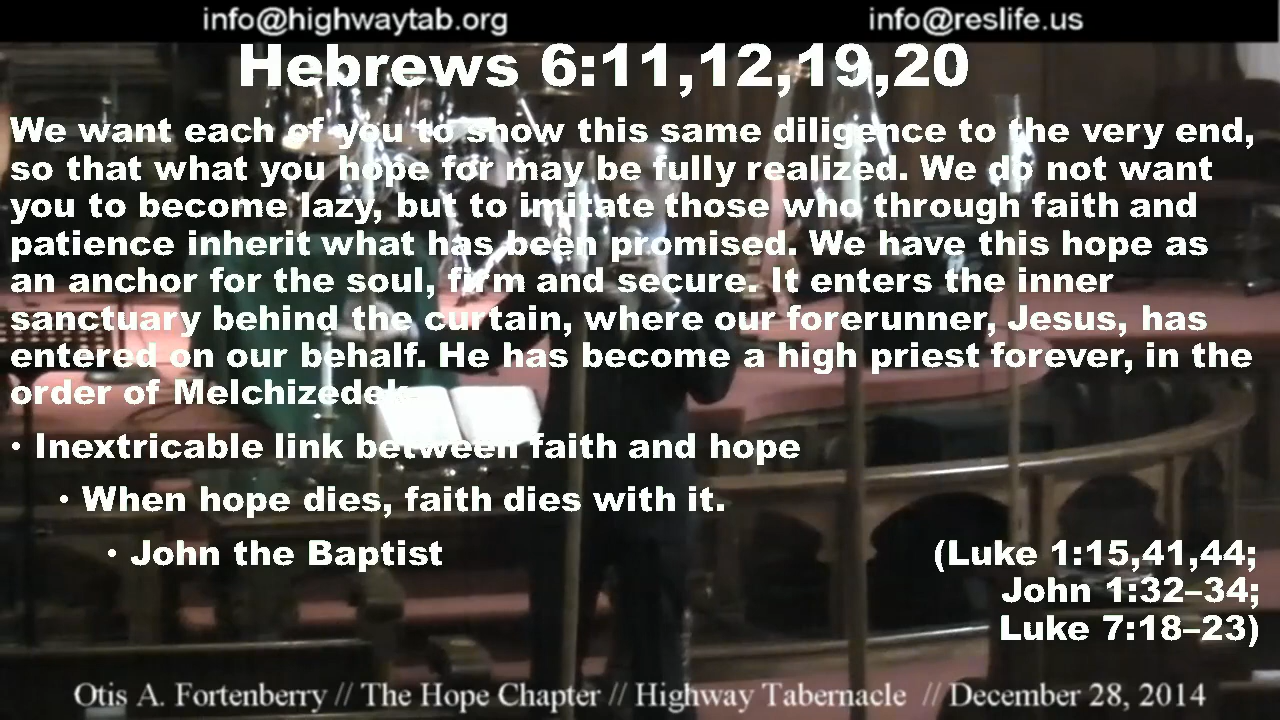 info@highwaytab.org info@reslife.us
Hebrews 6:11,12,19,20
We want each of you to show this same diligence to the very end,
so that what you hope for may be fully realized. We do not want
you to become lazy, but to imitate those who through faith and
patience inherit what has been promised. We have this hope as
an anchor for the soul, firm and secure. It enters the inner
sanctuary behind the curtain, where our forerunner, Jesus, has
entered on our behalf. He has become a high priest forever, in the
order of Melchizedek.
• Inextricable link between faith and hope
• When hope dies, faith dies with it.
• John the Baptist (Luke 1:15,41,44;
John 1:32–34;
Luke 7:18–23)
Otis A. Fortenberry // The Hope Chapter // Highway Tabernacle // December 28, 2014